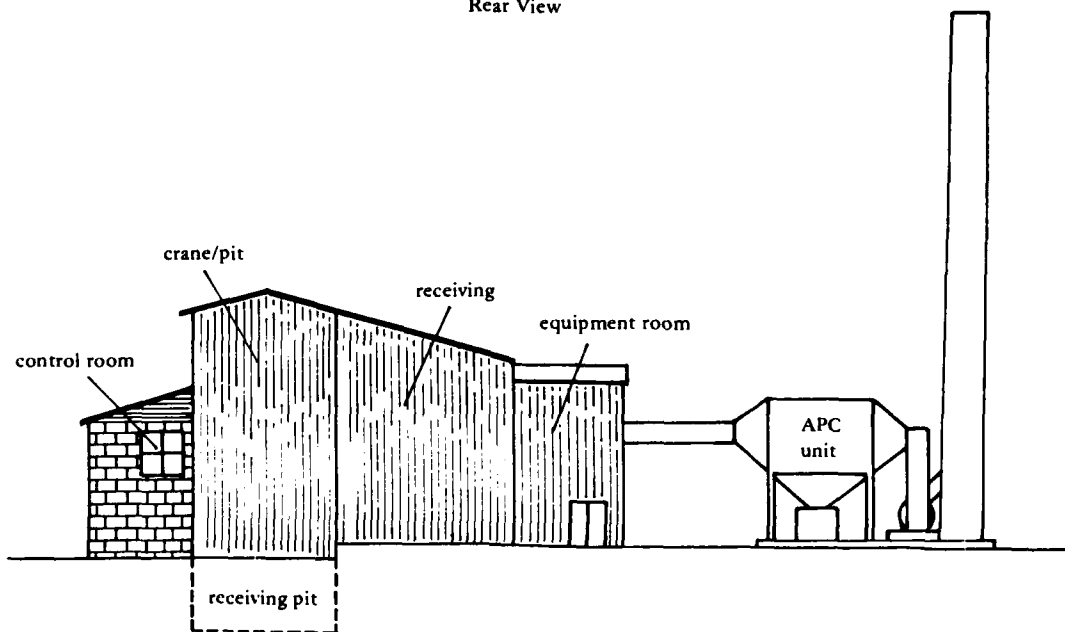 Rear View
crane/pit
receiving
equipment room
control room
APC
unit
receiving pit